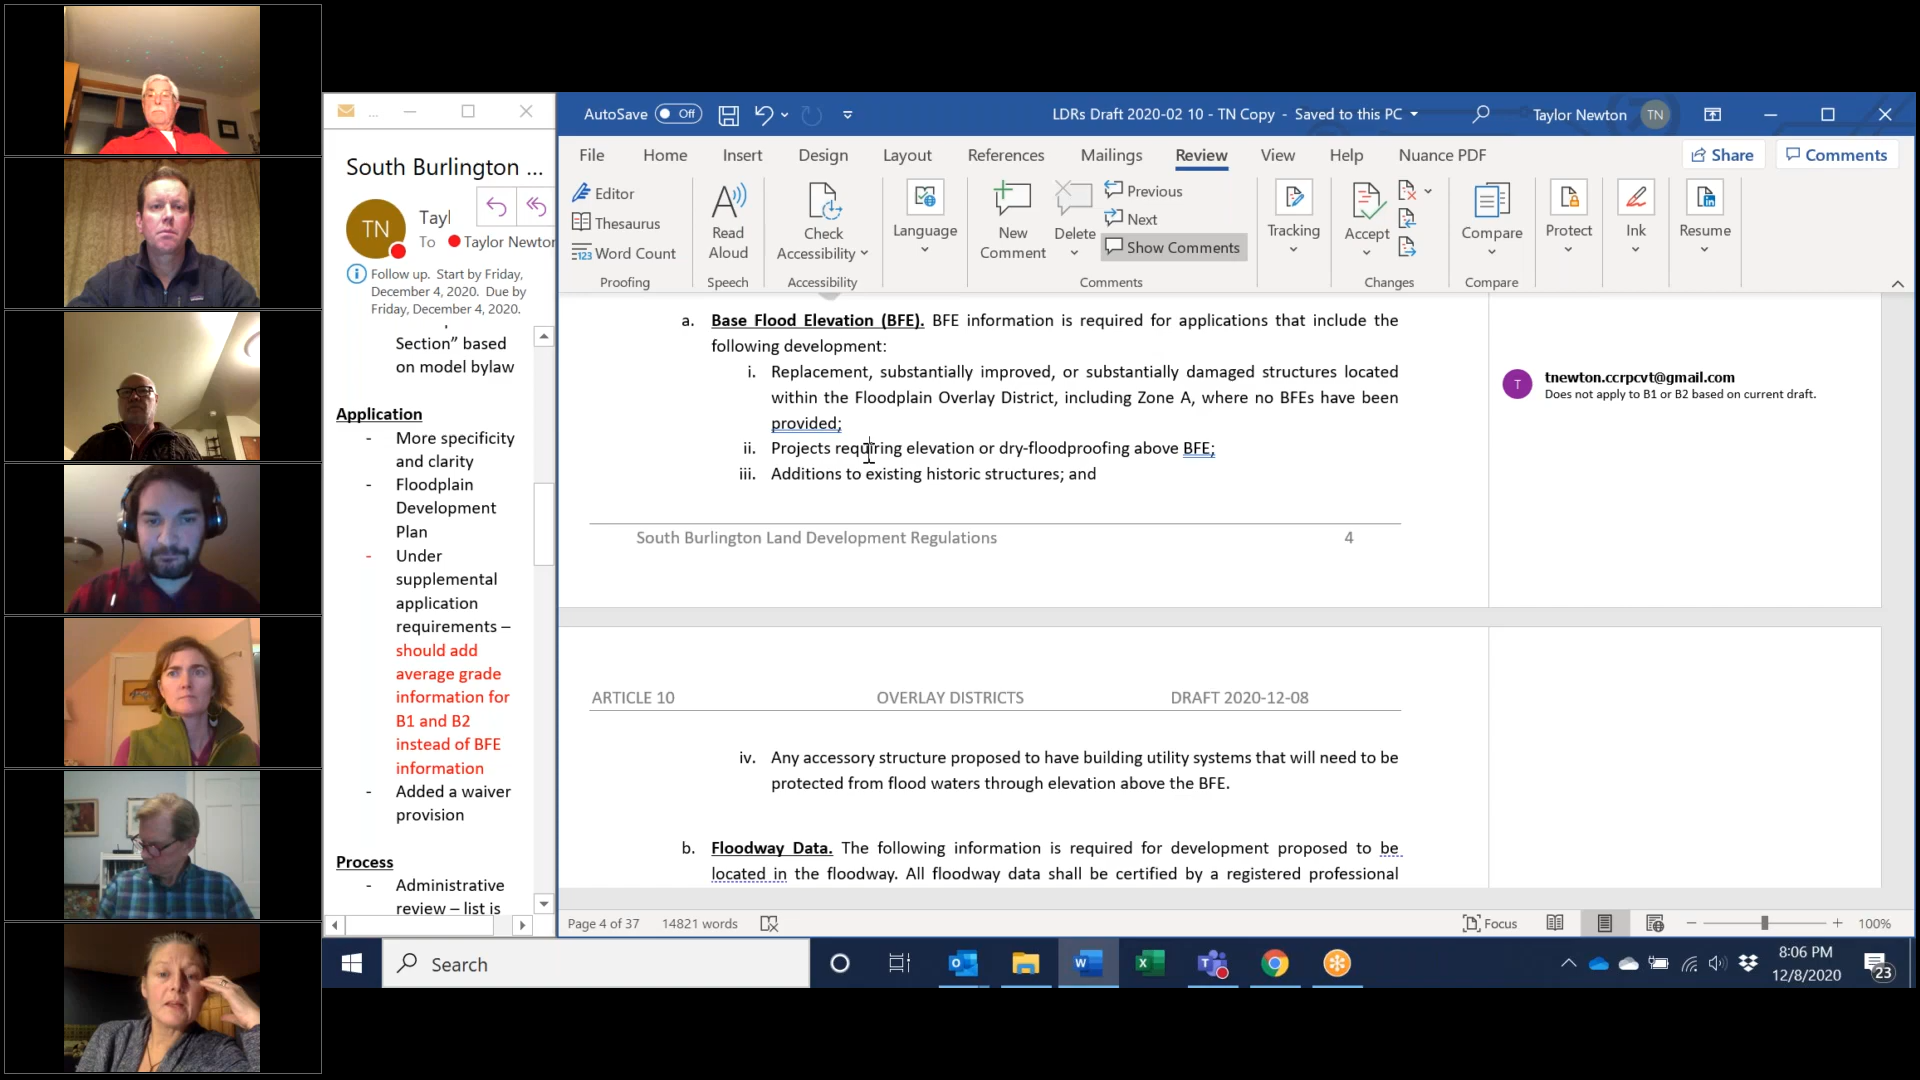 South Burlington ...
TN
Tayl
To Taylor Newton
Follow up. Start by Friday,
December 4, 2020. Due by
Friday, December 4, 2020.
Section” based
on model bylaw
Application
- More specificity
and clarity
- Floodplain
Development
Plan
- Under
supplemental
application
requirements –
should add
average grade
information for
B1 and B2
instead of BFE
information
- Added a waiver
provision
Process
- Administrative
review – list is
AutoSave Off
LDRs Draft 2020-02 10 - TN Copy - Saved to this PC
Taylor Newton TN
File Home Insert Design Layout References Mailings Review View Help Nuance PDF Share Comments
Editor
Thesaurus
Word Count
Proofing
Read
Aloud
Speech
Check
Accessibility
Accessibility
Language
New
Comment
Delete
Previous
Next
Show Comments
Comments
Tracking
Accept
Changes
Compare
Compare
Protect
Ink
Resume
a. Base Flood Elevation (BFE). BFE information is required for applications that include the
following development:
i. Replacement, substantially improved, or substantially damaged structures located
within the Floodplain Overlay District, including Zone A, where no BFEs have been
provided;
ii. Projects requiring elevation or dry-floodproofing above BFE;
iii. Additions to existing historic structures; and
South Burlington Land Development Regulations 4
T
tnewton.ccrpcvt@gmail.com
Does not apply to B1 or B2 based on current draft.
ARTICLE 10 OVERLAY DISTRICTS DRAFT 2020-12-08
iv. Any accessory structure proposed to have building utility systems that will need to be
protected from flood waters through elevation above the BFE.
b. Floodway Data. The following information is required for development proposed to be
located in the floodway. All floodway data shall be certified by a registered professional
Page 4 of 37 14821 words
Focus
100%
Search
8:06 PM
12/8/2020
23